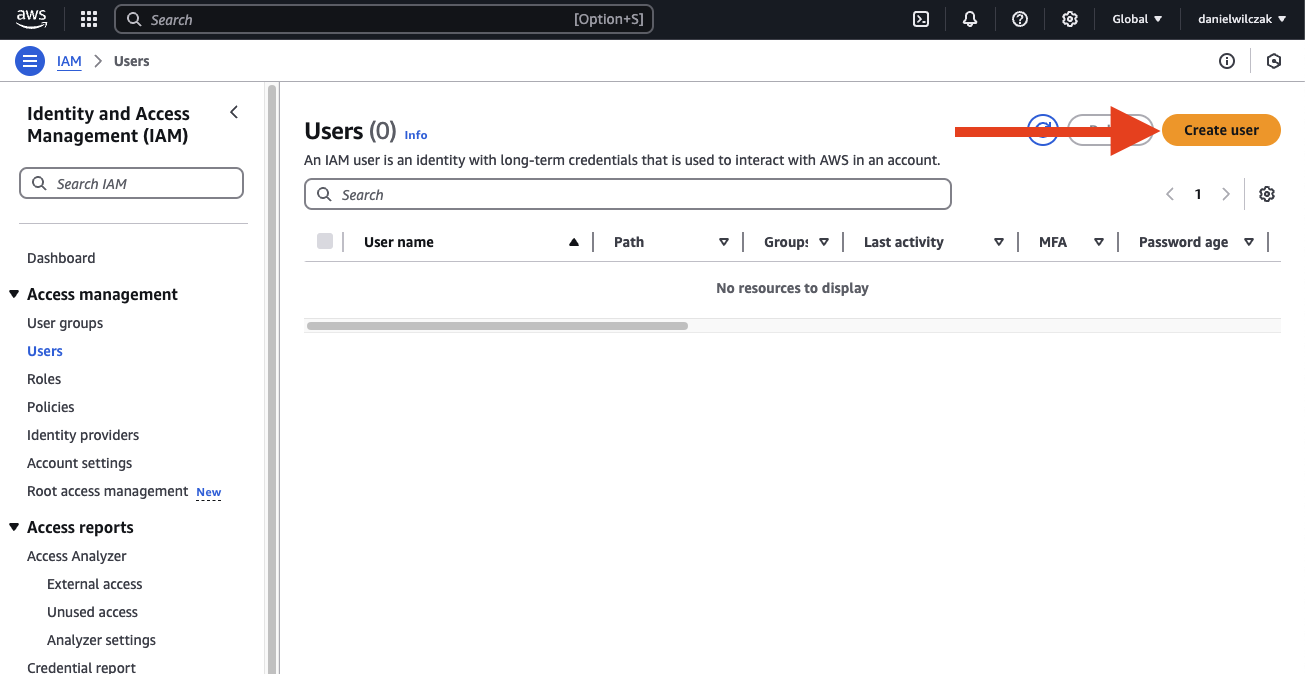 aws
Search [Option+S] Global danielwilczak
IAM Users
Identity and Access
Management (IAM)
Search IAM
Dashboard
Access management
User groups
Users
Roles
Policies
Identity providers
Account settings
Root access management New
Access reports
Access Analyzer
External access
Unused access
Analyzer settings
Credential report
Users (0) Info
Create user
An IAM user is an identity with long-term credentials that is used to interact with AWS in an account.
Search
1
User name Path Groups Last activity MFA Password age
No resources to display